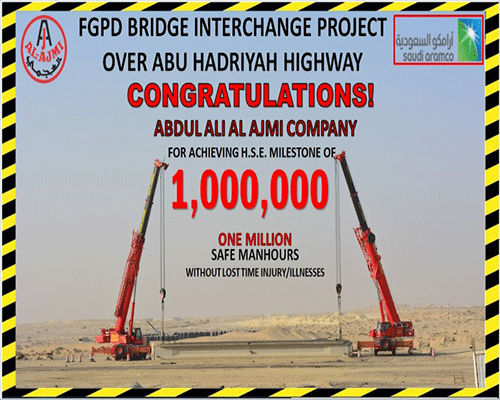 FGPD BRIDGE INTERCHANGE PROJECT
OVER ABU HADRIYAH HIGHWAY
AL-AJMI
العجمي
أرامكو السعودية
saudi aramco
CONGRATULATIONS!
ABDUL ALI AL AJMI COMPANY
FOR ACHIEVING H.S.E. MILESTONE OF
1,000,000
ONE MILLION
SAFE MANHOURS
WITHOUT LOST TIME INJURY/ILLNESSES